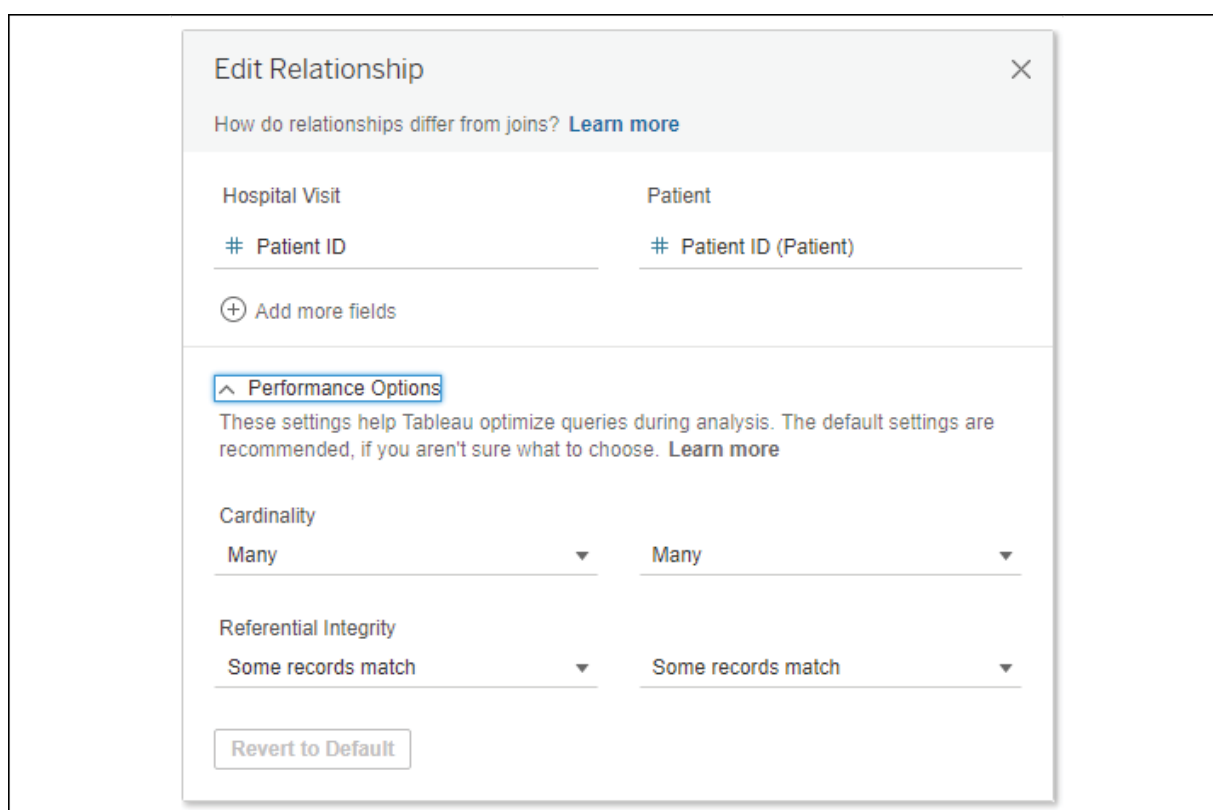 Edit Relationship
How do relationships differ from joins? Learn more
Hospital Visit
Patient
# Patient ID
# Patient ID (Patient)
Add more fields
Performance Options
These settings help Tableau optimize queries during analysis. The default settings are
recommended, if you aren't sure what to choose. Learn more
Cardinality
Many
Many
Referential Integrity
Some records match
Some records match
Revert to Default